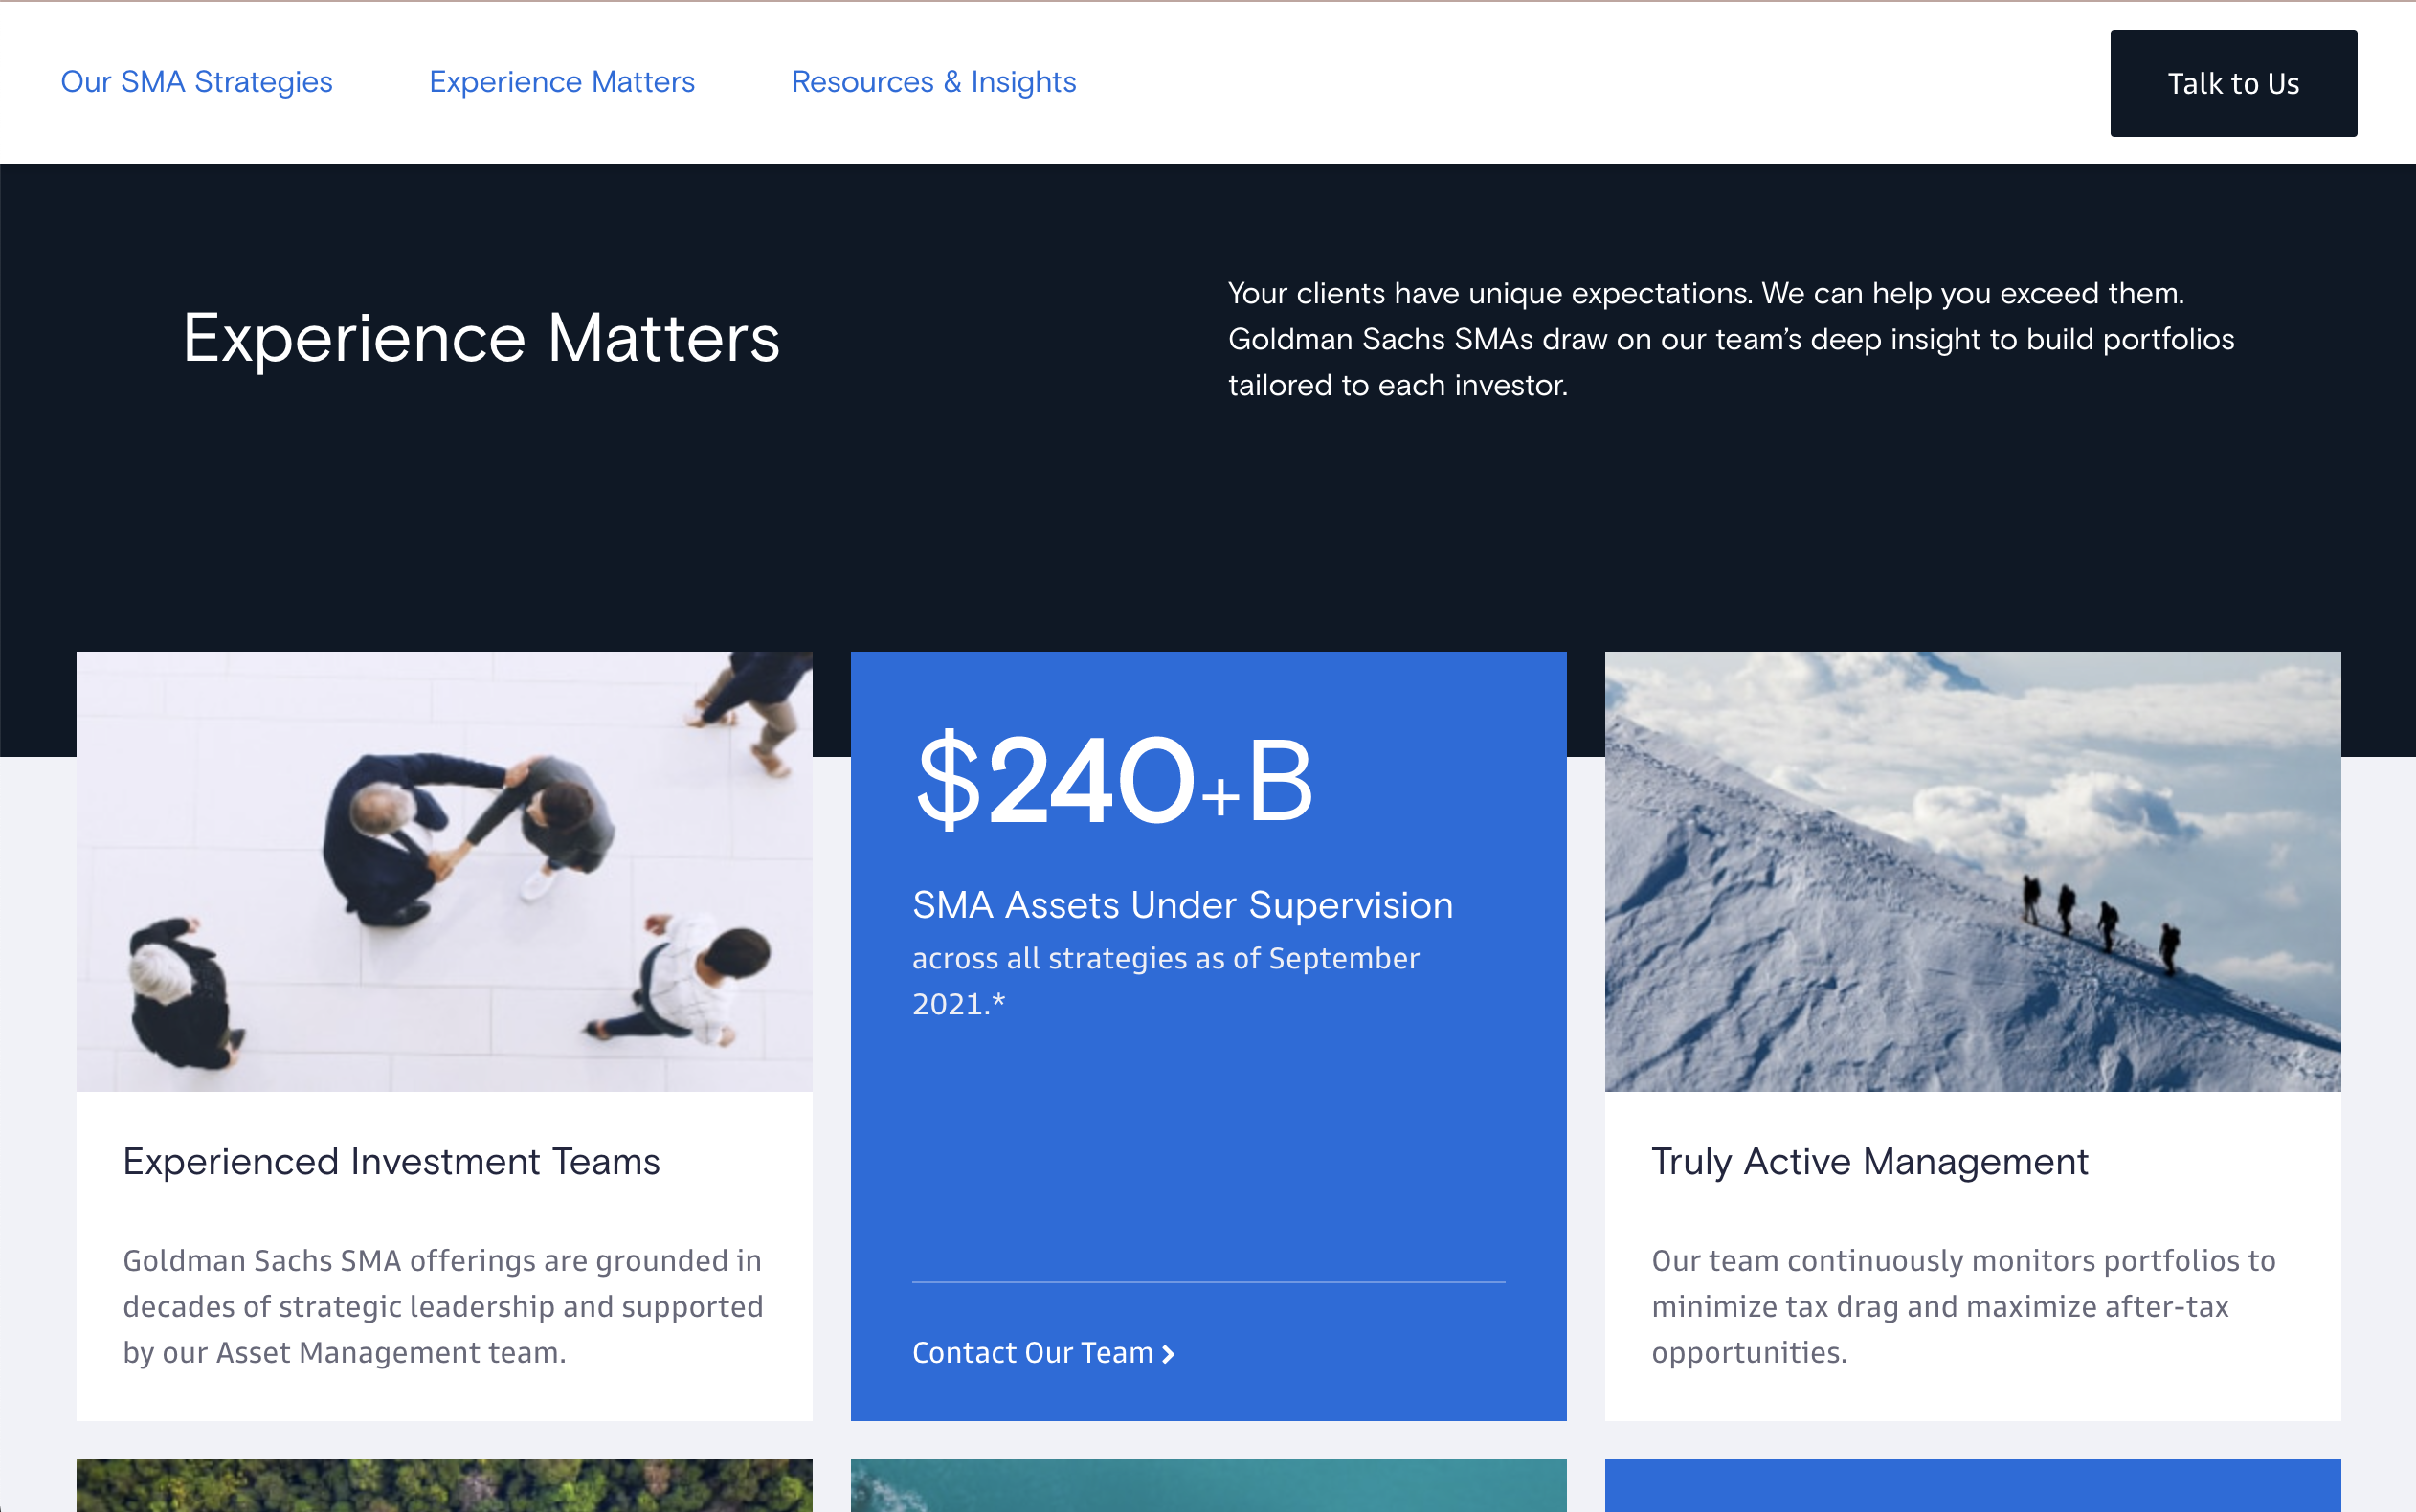 Our SMA Strategies
Experience Matters
Resources & Insights
Talk to Us
Experience Matters
Your clients have unique expectations. We can help you exceed them.
Goldman Sachs SMAs draw on our team’s deep insight to build portfolios
tailored to each investor.
Experienced Investment Teams
Goldman Sachs SMA offerings are grounded in
decades of strategic leadership and supported
by our Asset Management team.
$240+B
SMA Assets Under Supervision
across all strategies as of September
2021.*
Contact Our Team
Truly Active Management
Our team continuously monitors portfolios to
minimize tax drag and maximize after-tax
opportunities.